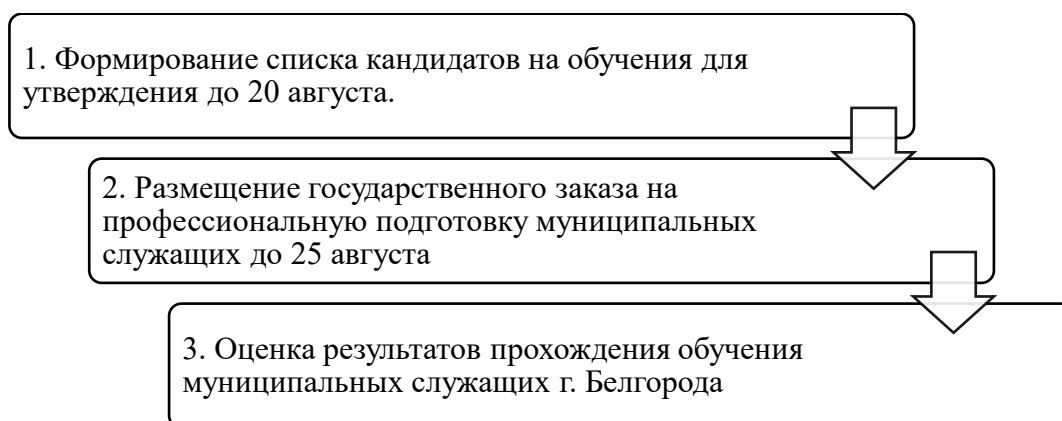 1. Формирование списка кандидатов на обучения для
утверждения до 20 августа.
2. Размещение государственного заказа на
профессиональную подготовку муниципальных
служащих до 25 августа
3. Оценка результатов прохождения обучения
муниципальных служащих г. Белгорода